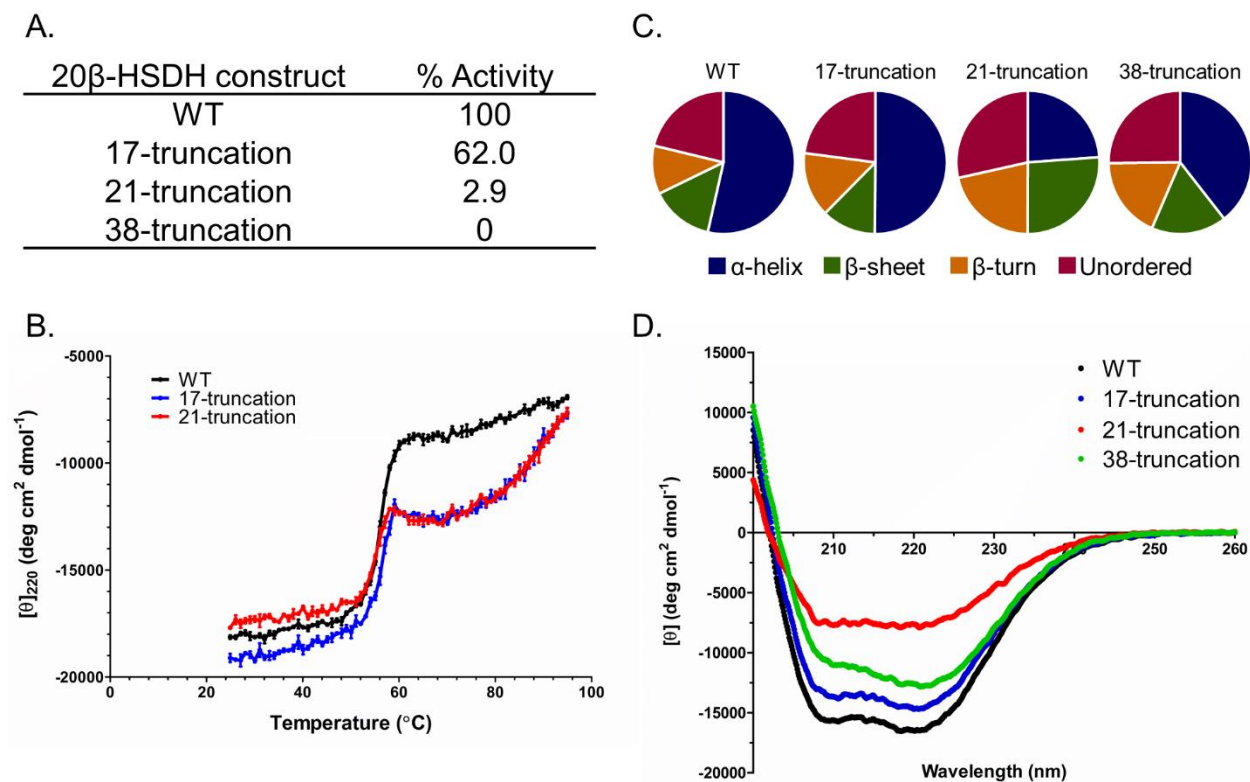 A.
20β-HSDH construct % Activity
WT 100
17-truncation 62.0
21-truncation 2.9
38-truncation 0
C.
WT 17-truncation 21-truncation 38-truncation
α-helix β-sheet β-turn Unordered
B.
-5000
-10000
-15000
-20000
[θ]220 (deg cm² dmol⁻¹)
WT
17-truncation
21-truncation
0 20 40 60 80 100
Temperature (°C)
D.
15000
10000
5000
0
-5000
-10000
-15000
-20000
[θ] (deg cm² dmol⁻¹)
WT
17-truncation
21-truncation
38-truncation
210 220 230 240 250 260
Wavelength (nm)